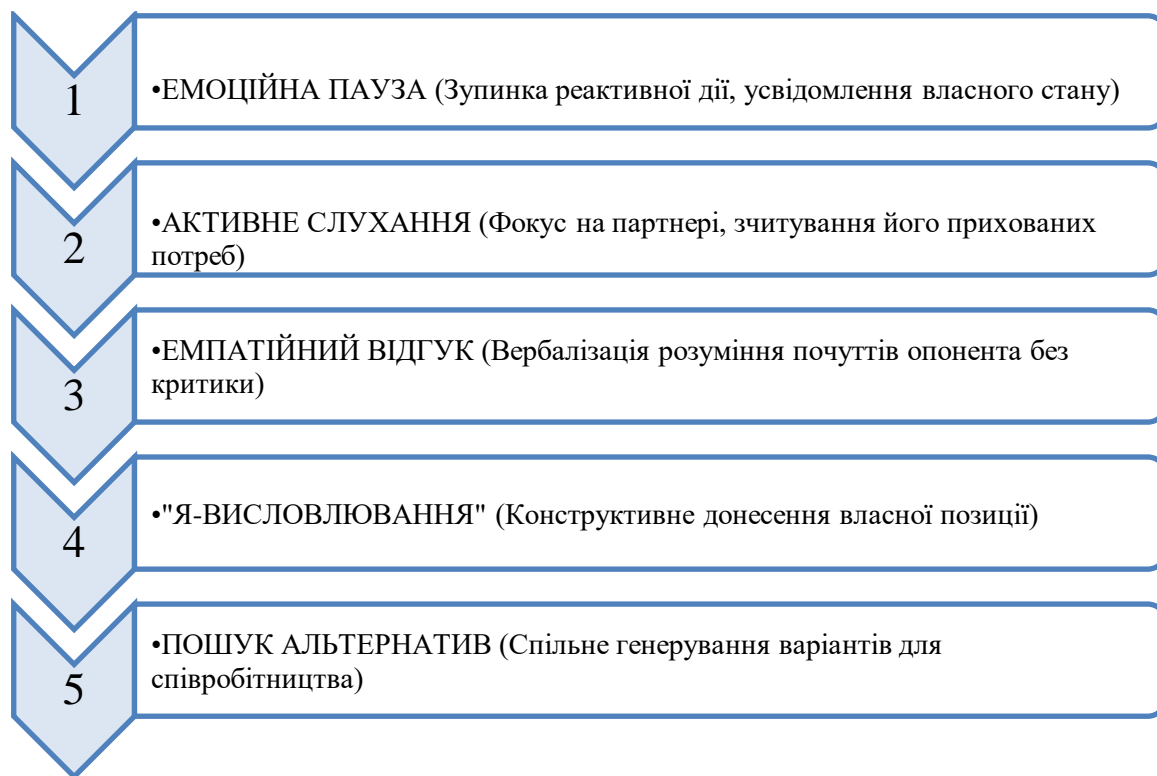 1
•ЕМОЦІЙНА ПАУЗА (Зупинка реактивної дії, усвідомлення власного стану)
2
•АКТИВНЕ СЛУХАННЯ (Фокус на партнері, зчитування його прихованих
потреб)
3
•ЕМПАТІЙНИЙ ВІДГУК (Вербалізація розуміння почуттів опонента без
критики)
4
•"Я-ВИСЛОВЛЮВАННЯ" (Конструктивне донесення власної позиції)
5
•ПОШУК АЛЬТЕРНАТИВ (Спільне генерування варіантів для
співробітництва)